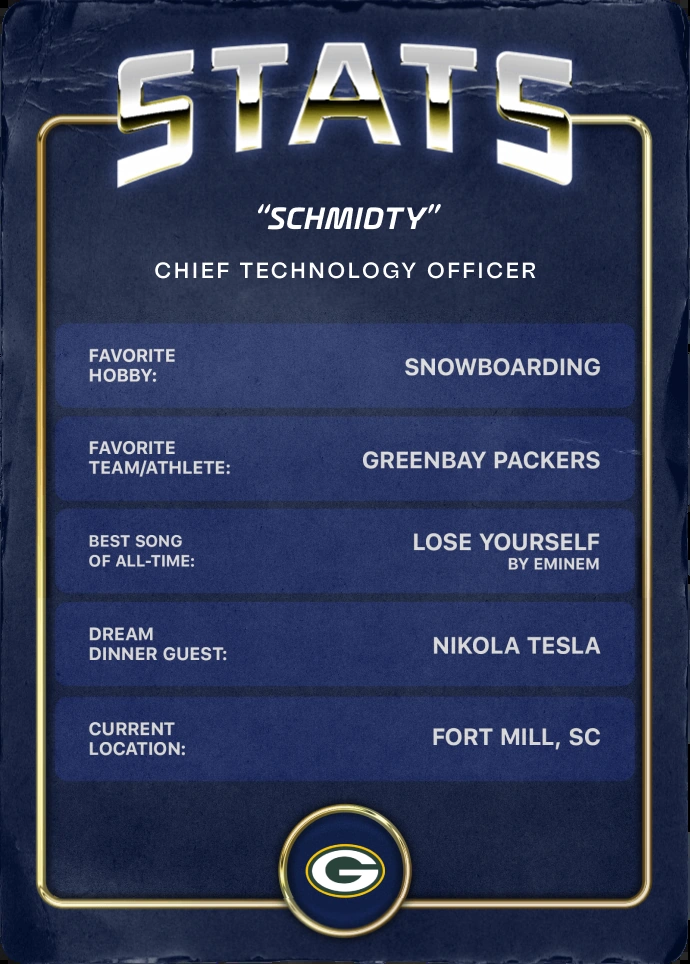 STATS
“SCHMIDTY”
CHIEF TECHNOLOGY OFFICER
FAVORITE
HOBBY:
SNOWBOARDING
FAVORITE
TEAM/ATHLETE:
GREENBAY PACKERS
BEST SONG
OF ALL-TIME:
LOSE YOURSELF
BY EMINEM
DREAM
DINNER GUEST:
NIKOLA TESLA
CURRENT
LOCATION:
FORT MILL, SC
G